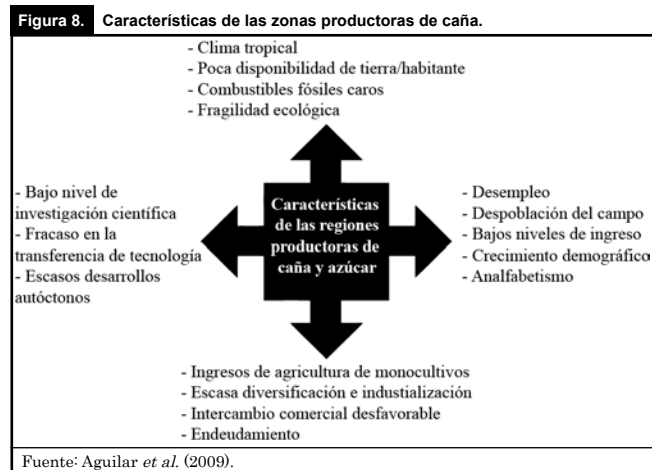 Figura 8. Características de las zonas productoras de caña.
- Clima tropical
- Poca disponibilidad de tierra/habitante
- Combustibles fósiles caros
- Fragilidad ecológica
- Bajo nivel de
investigación científica
- Fracaso en la
transferencia de tecnología
- Escasos desarrollos
autóctonos
Características
de las regiones
productoras de
caña y azúcar
- Desempleo
- Despoblación del campo
- Bajos niveles de ingreso
- Crecimiento demográfico
- Analfabetismo
- Ingresos de agricultura de monocultivos
- Escasa diversificación e industialización
- Intercambio comercial desfavorable
- Endeudamiento
Fuente: Aguilar et al. (2009).